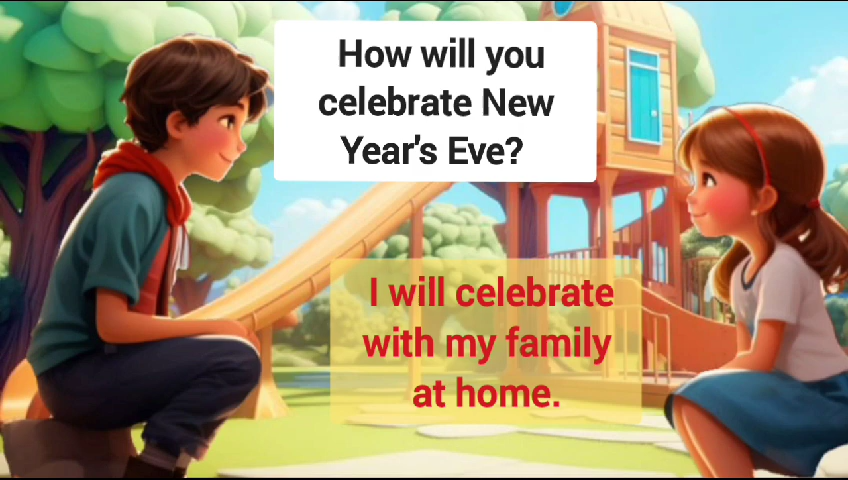 How will you
celebrate New
Year's Eve?
I will celebrate
with my family
at home.